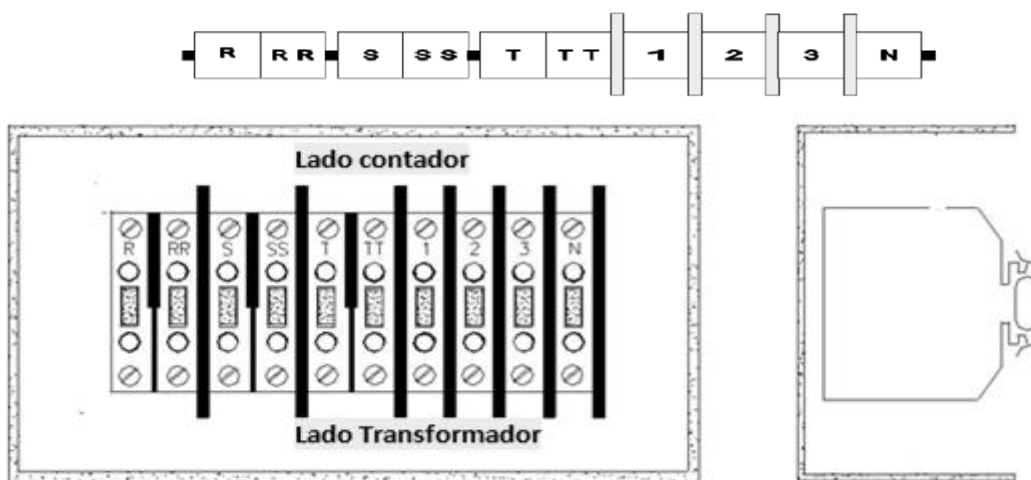 R RR S SS T TT 1 2 3 N
Lado contador
R RR S SS T TT 1 2 3 N
Lado Transformador